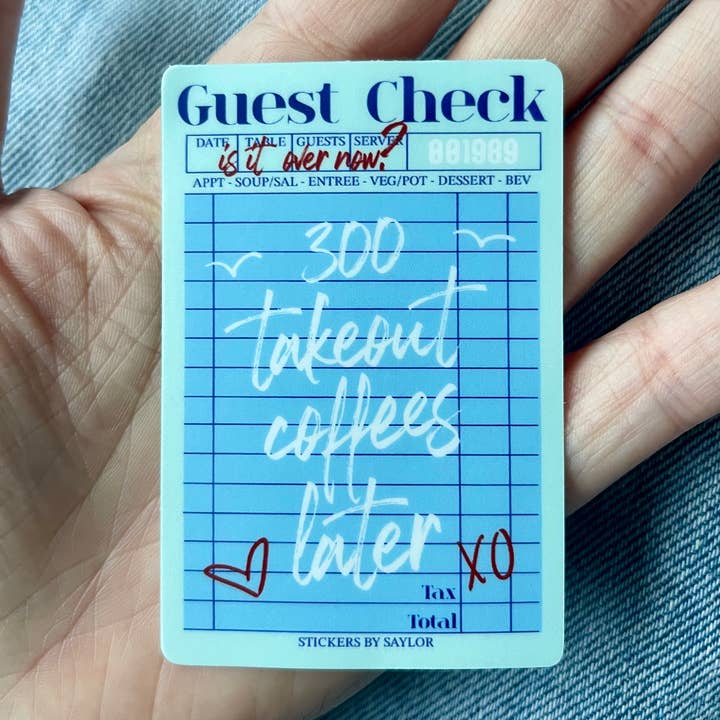 Guest Check
DATE TABLE GUESTS SERVER
is it over now?
001989
APPT - SOUP/SAL - ENTREE - VEG/POT - DESSERT - BEV
300
takeout
coffees
later
XO
Tax
Total
STICKERS BY SAYLOR